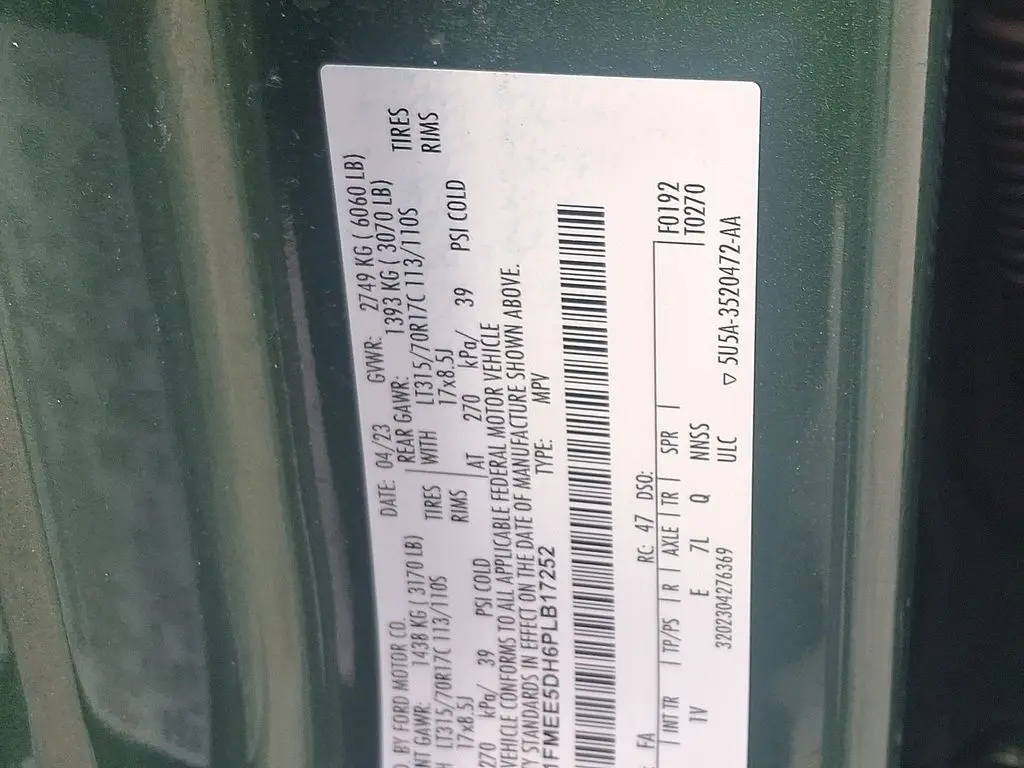 D BY FORD MOTOR CO. DATE: 04/23 GVWR: 2749 KG ( 6060 LB)
NT GAWR: 1438 KG( 3170 LB) REAR GAWR: 1393 KG ( 3070 LB)
H LT315/70R17C 113/110S TIRES WITH LT315/70R17C 113/110S TIRES
17x8.5J RIMS 17x8.5J RIMS
270 kPa/ 39 PSI COLD AT 270 kPa/ 39 PSI COLD
VEHICLE CONFORMS TO ALL APPLICABLE FEDERAL MOTOR VEHICLE
TY STANDARDS IN EFFECT ON THE DATE OF MANUFACTURE SHOWN ABOVE.
1FMEE5DH6PLB17252 TYPE: MPV
FA RC: 47 DSO: F0192
INT TR TP/PS R AXLE TR SPR T0270
1V E 7L Q NMSS
3202304276369 ULC ▽ 5U5A-3520472-AA